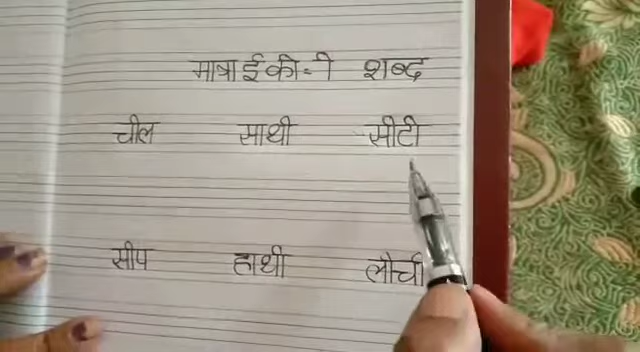 मात्रा ई की = ी शब्द
चील साथी सीटी
सीप हाथी लीची